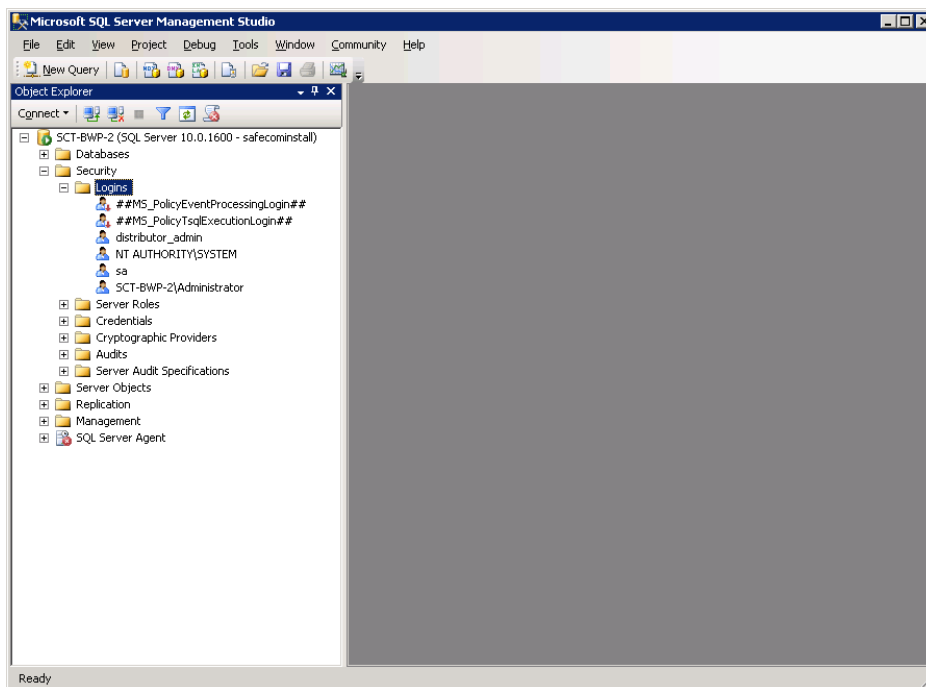 Microsoft SQL Server Management Studio
File Edit View Project Debug Tools Window Community Help
New Query
Object Explorer
Connect
SCT-BWP-2 (SQL Server 10.0.1600 - safecominstall)
Databases
Security
Logins
##MS_PolicyEventProcessingLogin##
##MS_PolicyTsqlExecutionLogin##
distributor_admin
NT AUTHORITY\SYSTEM
sa
SCT-BWP-2\Administrator
Server Roles
Credentials
Cryptographic Providers
Audits
Server Audit Specifications
Server Objects
Replication
Management
SQL Server Agent
Ready